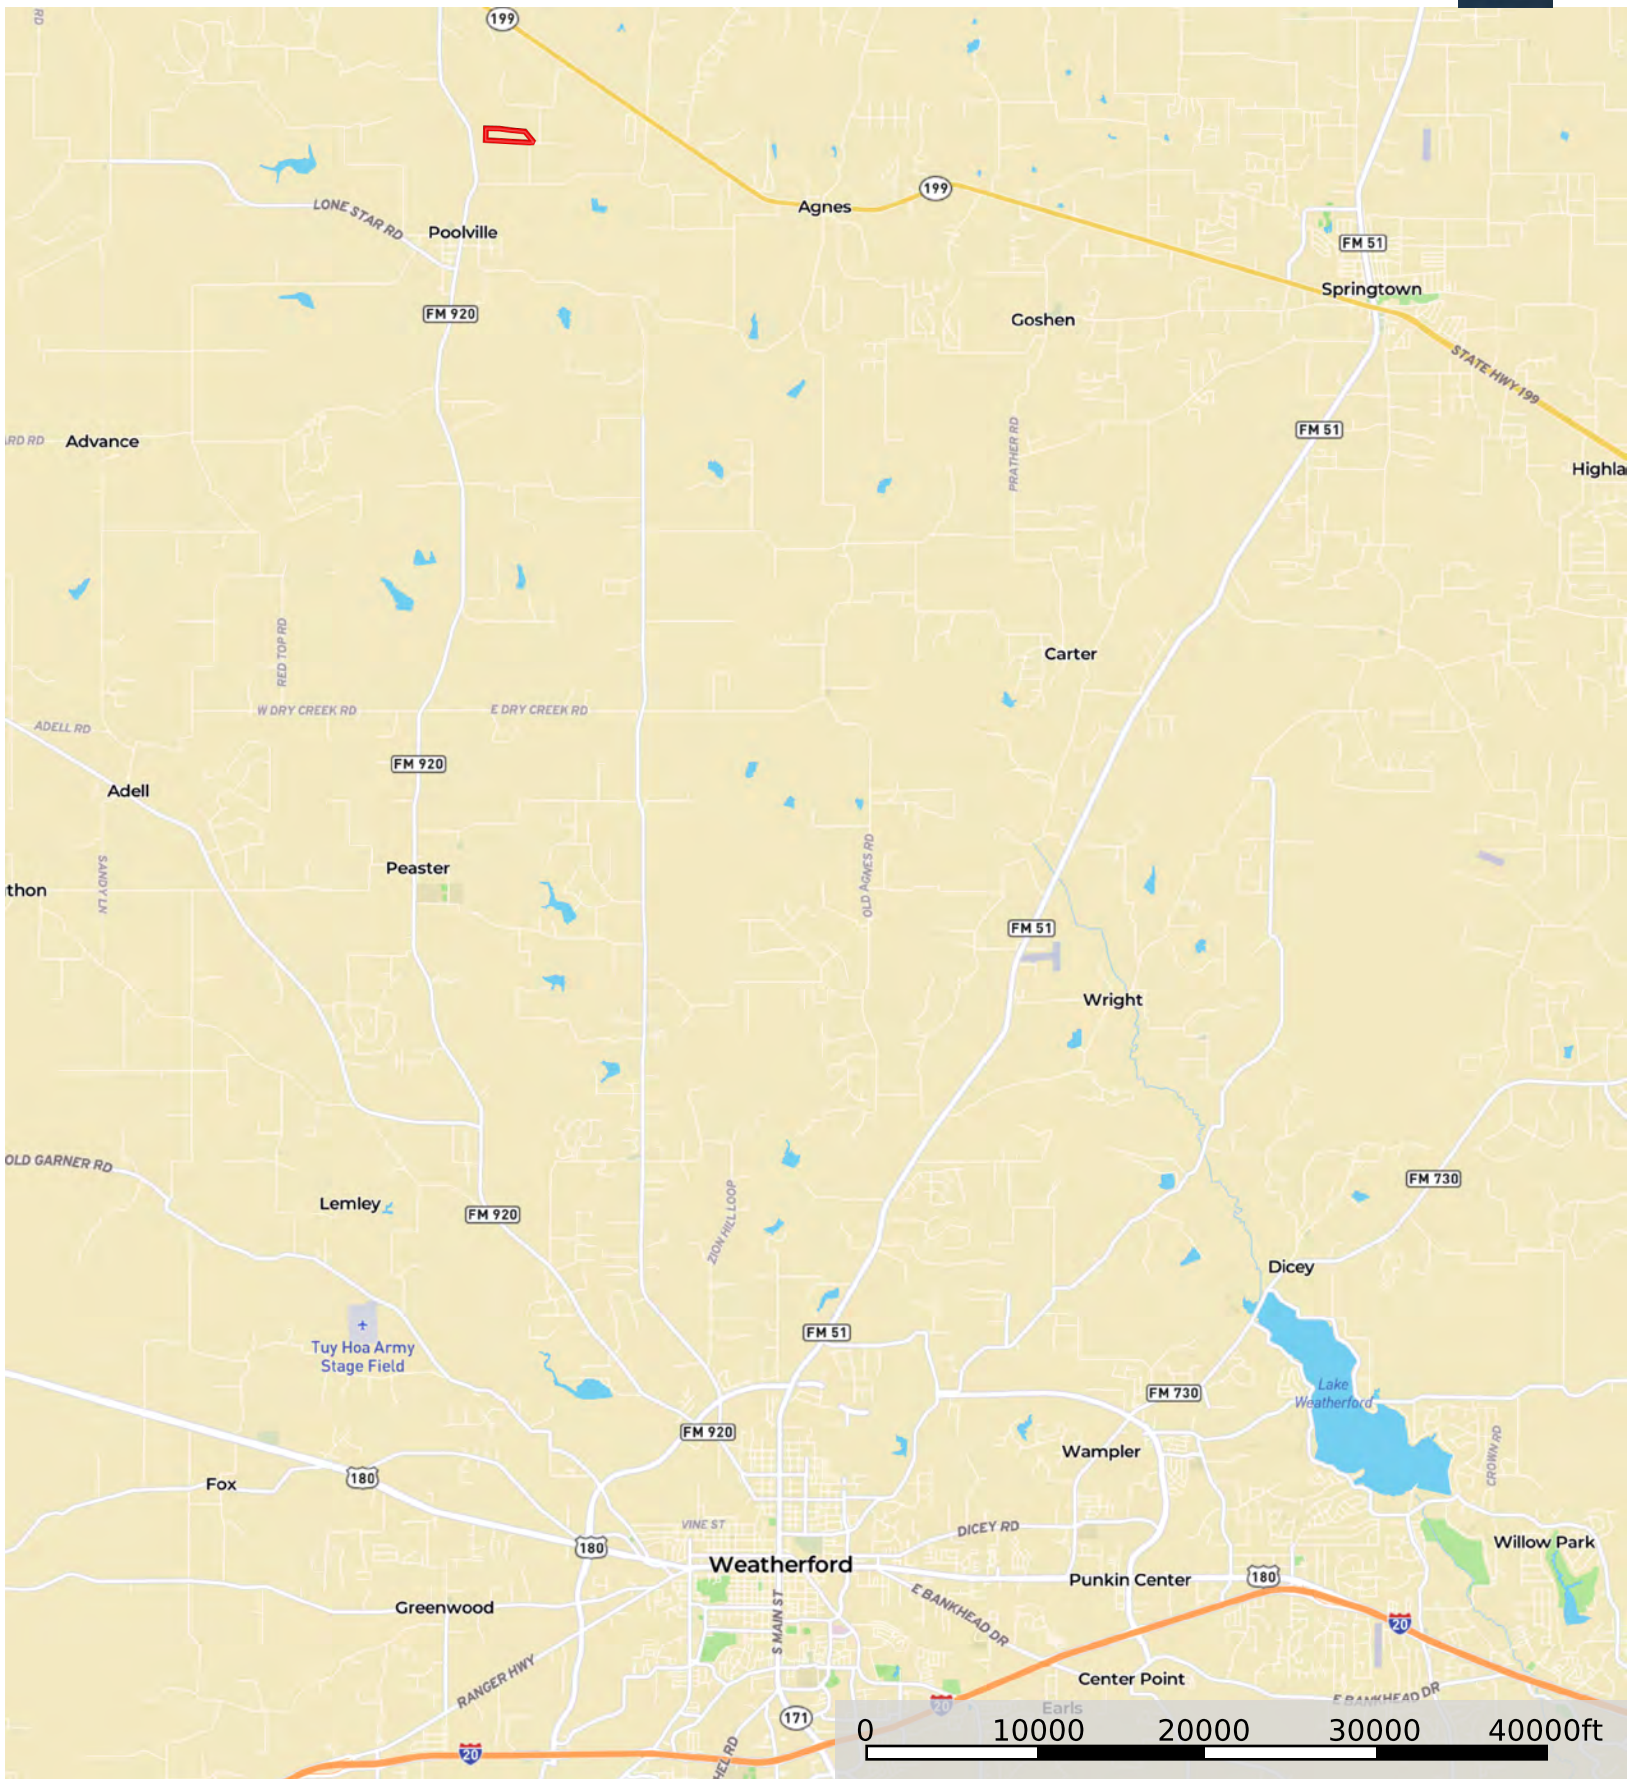 RD
199
199
Agnes
LONE STAR RD
Poolville
FM 51
Springtown
FM 920
Goshen
STATE HWY 199
FM 51
ARD RD
Advance
PRATHER RD
Highla
RED TOP RD
Carter
W DRY CREEK RD
E DRY CREEK RD
ADELL RD
FM 920
Adell
OLD AGNES RD
Peaster
SANDY LN
thon
FM 51
Wright
OLD GARNER RD
FM 730
Lemley
FM 920
ZION HILL LOOP
Dicey
Tuy Hoa Army
Stage Field
FM 51
Lake
Weatherford
FM 730
FM 920
Wampler
CROWN RD
180
Fox
VINE ST
DICEY RD
180
Willow Park
Weatherford
180
Punkin Center
Greenwood
E BANKHEAD DR
S MAIN ST
20
RANGER HWY
Center Point
E BANKHEAD DR
20
Earls
171
HEL RD
20
0 10000 20000 30000 40000ft